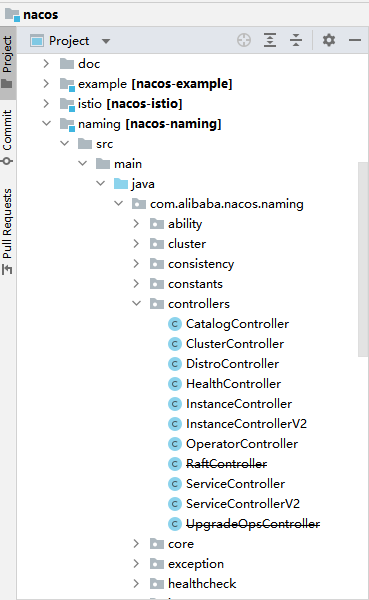 nacos
Project
Project
Commit
Pull Requests
doc
example [nacos-example]
istio [nacos-istio]
naming [nacos-naming]
src
main
java
com.alibaba.nacos.naming
ability
cluster
consistency
constants
controllers
CatalogController
ClusterController
DistroController
HealthController
InstanceController
InstanceControllerV2
OperatorController
RaftController
ServiceController
ServiceControllerV2
UpgradeOpsController
core
exception
healthcheck